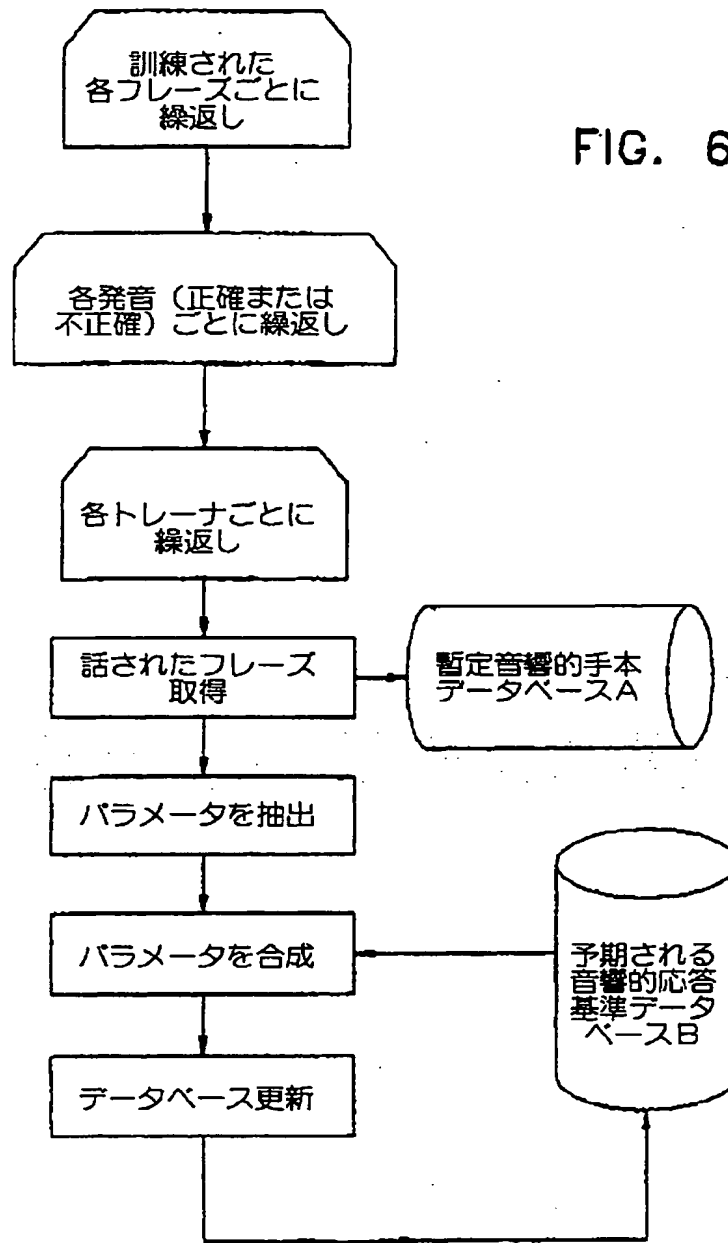 訓練された
各フレーズごとに
繰返し
FIG. 6
各発音（正確または
不正確）ごとに繰返し
各トレーナごとに
繰返し
話されたフレーズ
取得
暫定音響的手本
データベースA
パラメータを抽出
パラメータを合成
予期される
音響的応答
基準データ
ベースB
データベース更新